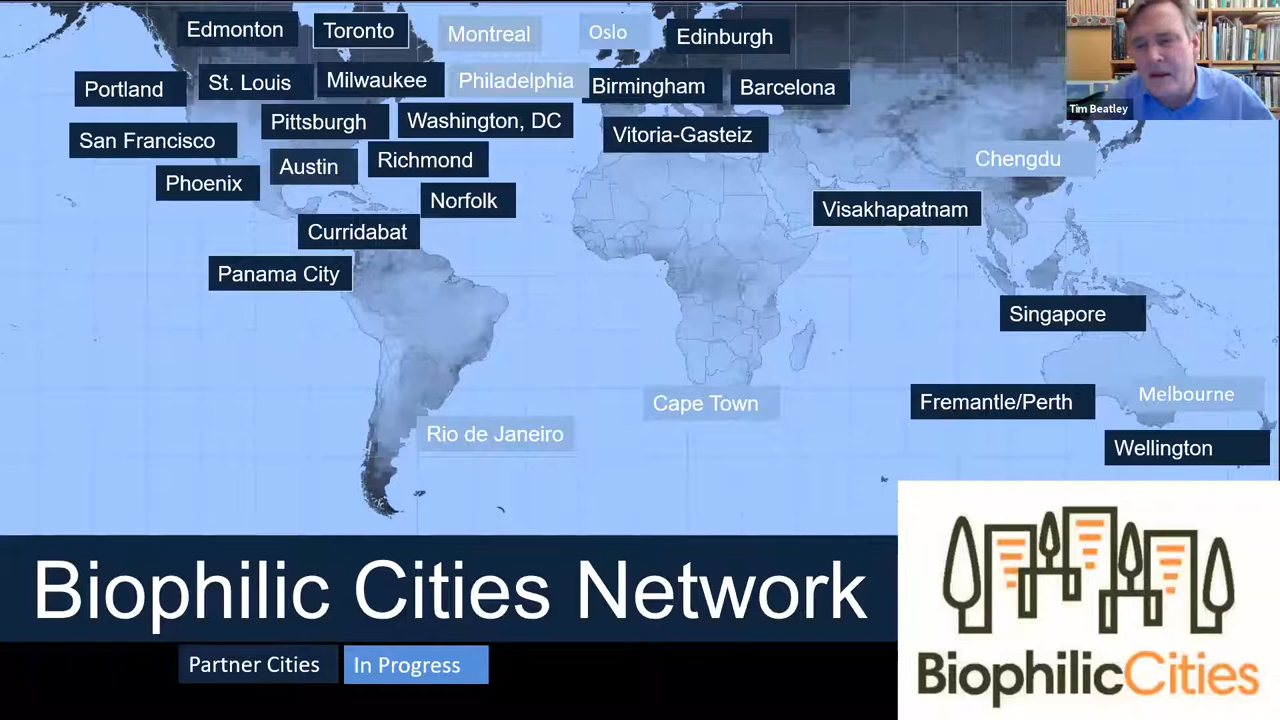 Edmonton
Toronto
Montreal
Oslo
Edinburgh
Portland
St. Louis
Milwaukee
Philadelphia
Birmingham
Barcelona
Tim Beatley
San Francisco
Pittsburgh
Washington, DC
Vitoria-Gasteiz
Phoenix
Austin
Richmond
Chengdu
Norfolk
Visakhapatnam
Curridabat
Panama City
Singapore
Cape Town
Fremantle/Perth
Melbourne
Rio de Janeiro
Wellington
Biophilic Cities Network
Partner Cities
In Progress
BiophilicCities